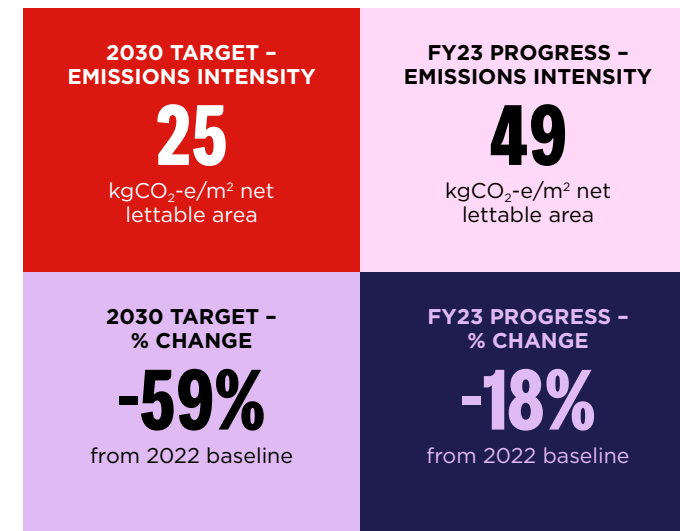 2030 TARGET –
EMISSIONS INTENSITY
25
kgCO₂-e/m² net
lettable area
FY23 PROGRESS –
EMISSIONS INTENSITY
49
kgCO₂-e/m² net
lettable area
2030 TARGET –
% CHANGE
-59%
from 2022 baseline
FY23 PROGRESS –
% CHANGE
-18%
from 2022 baseline